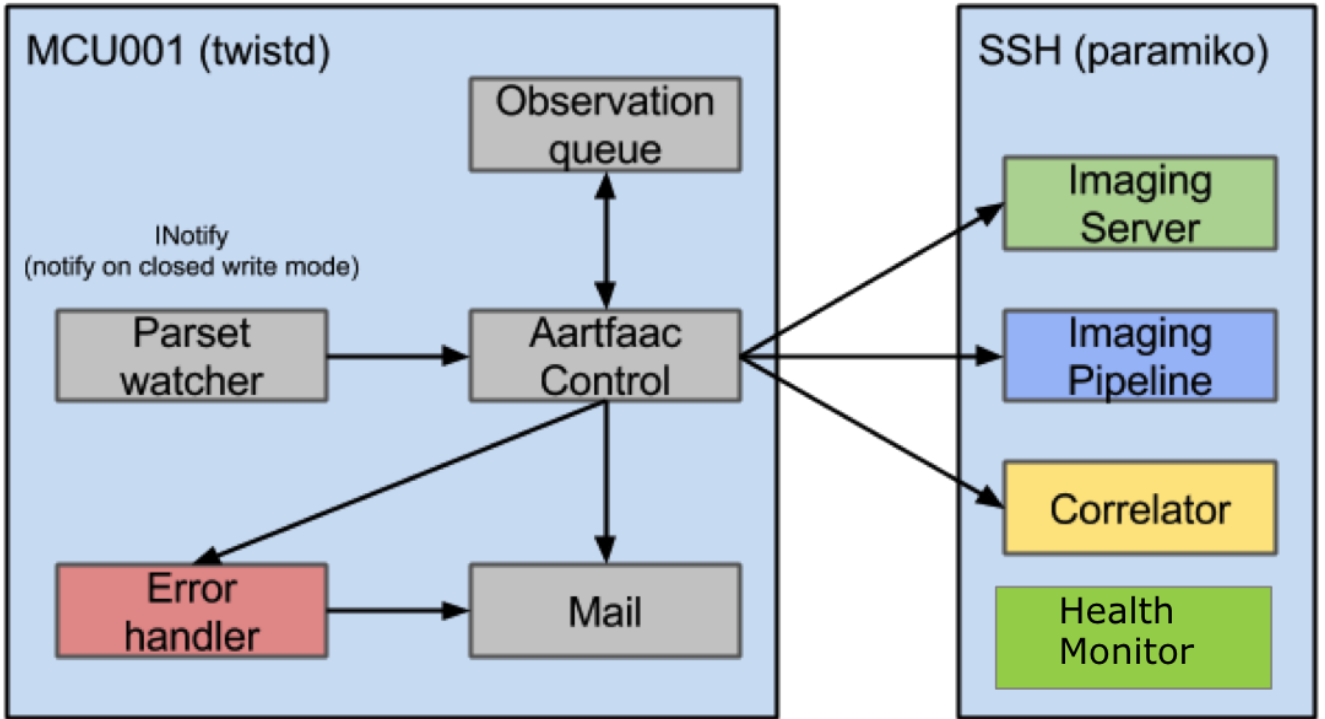 MCU001 (twistd)
Observation
queue
INotify
(notify on closed write mode)
Parset
watcher
Aartfaac
Control
Error
handler
Mail
SSH (paramiko)
Imaging
Server
Imaging
Pipeline
Correlator
Health
Monitor